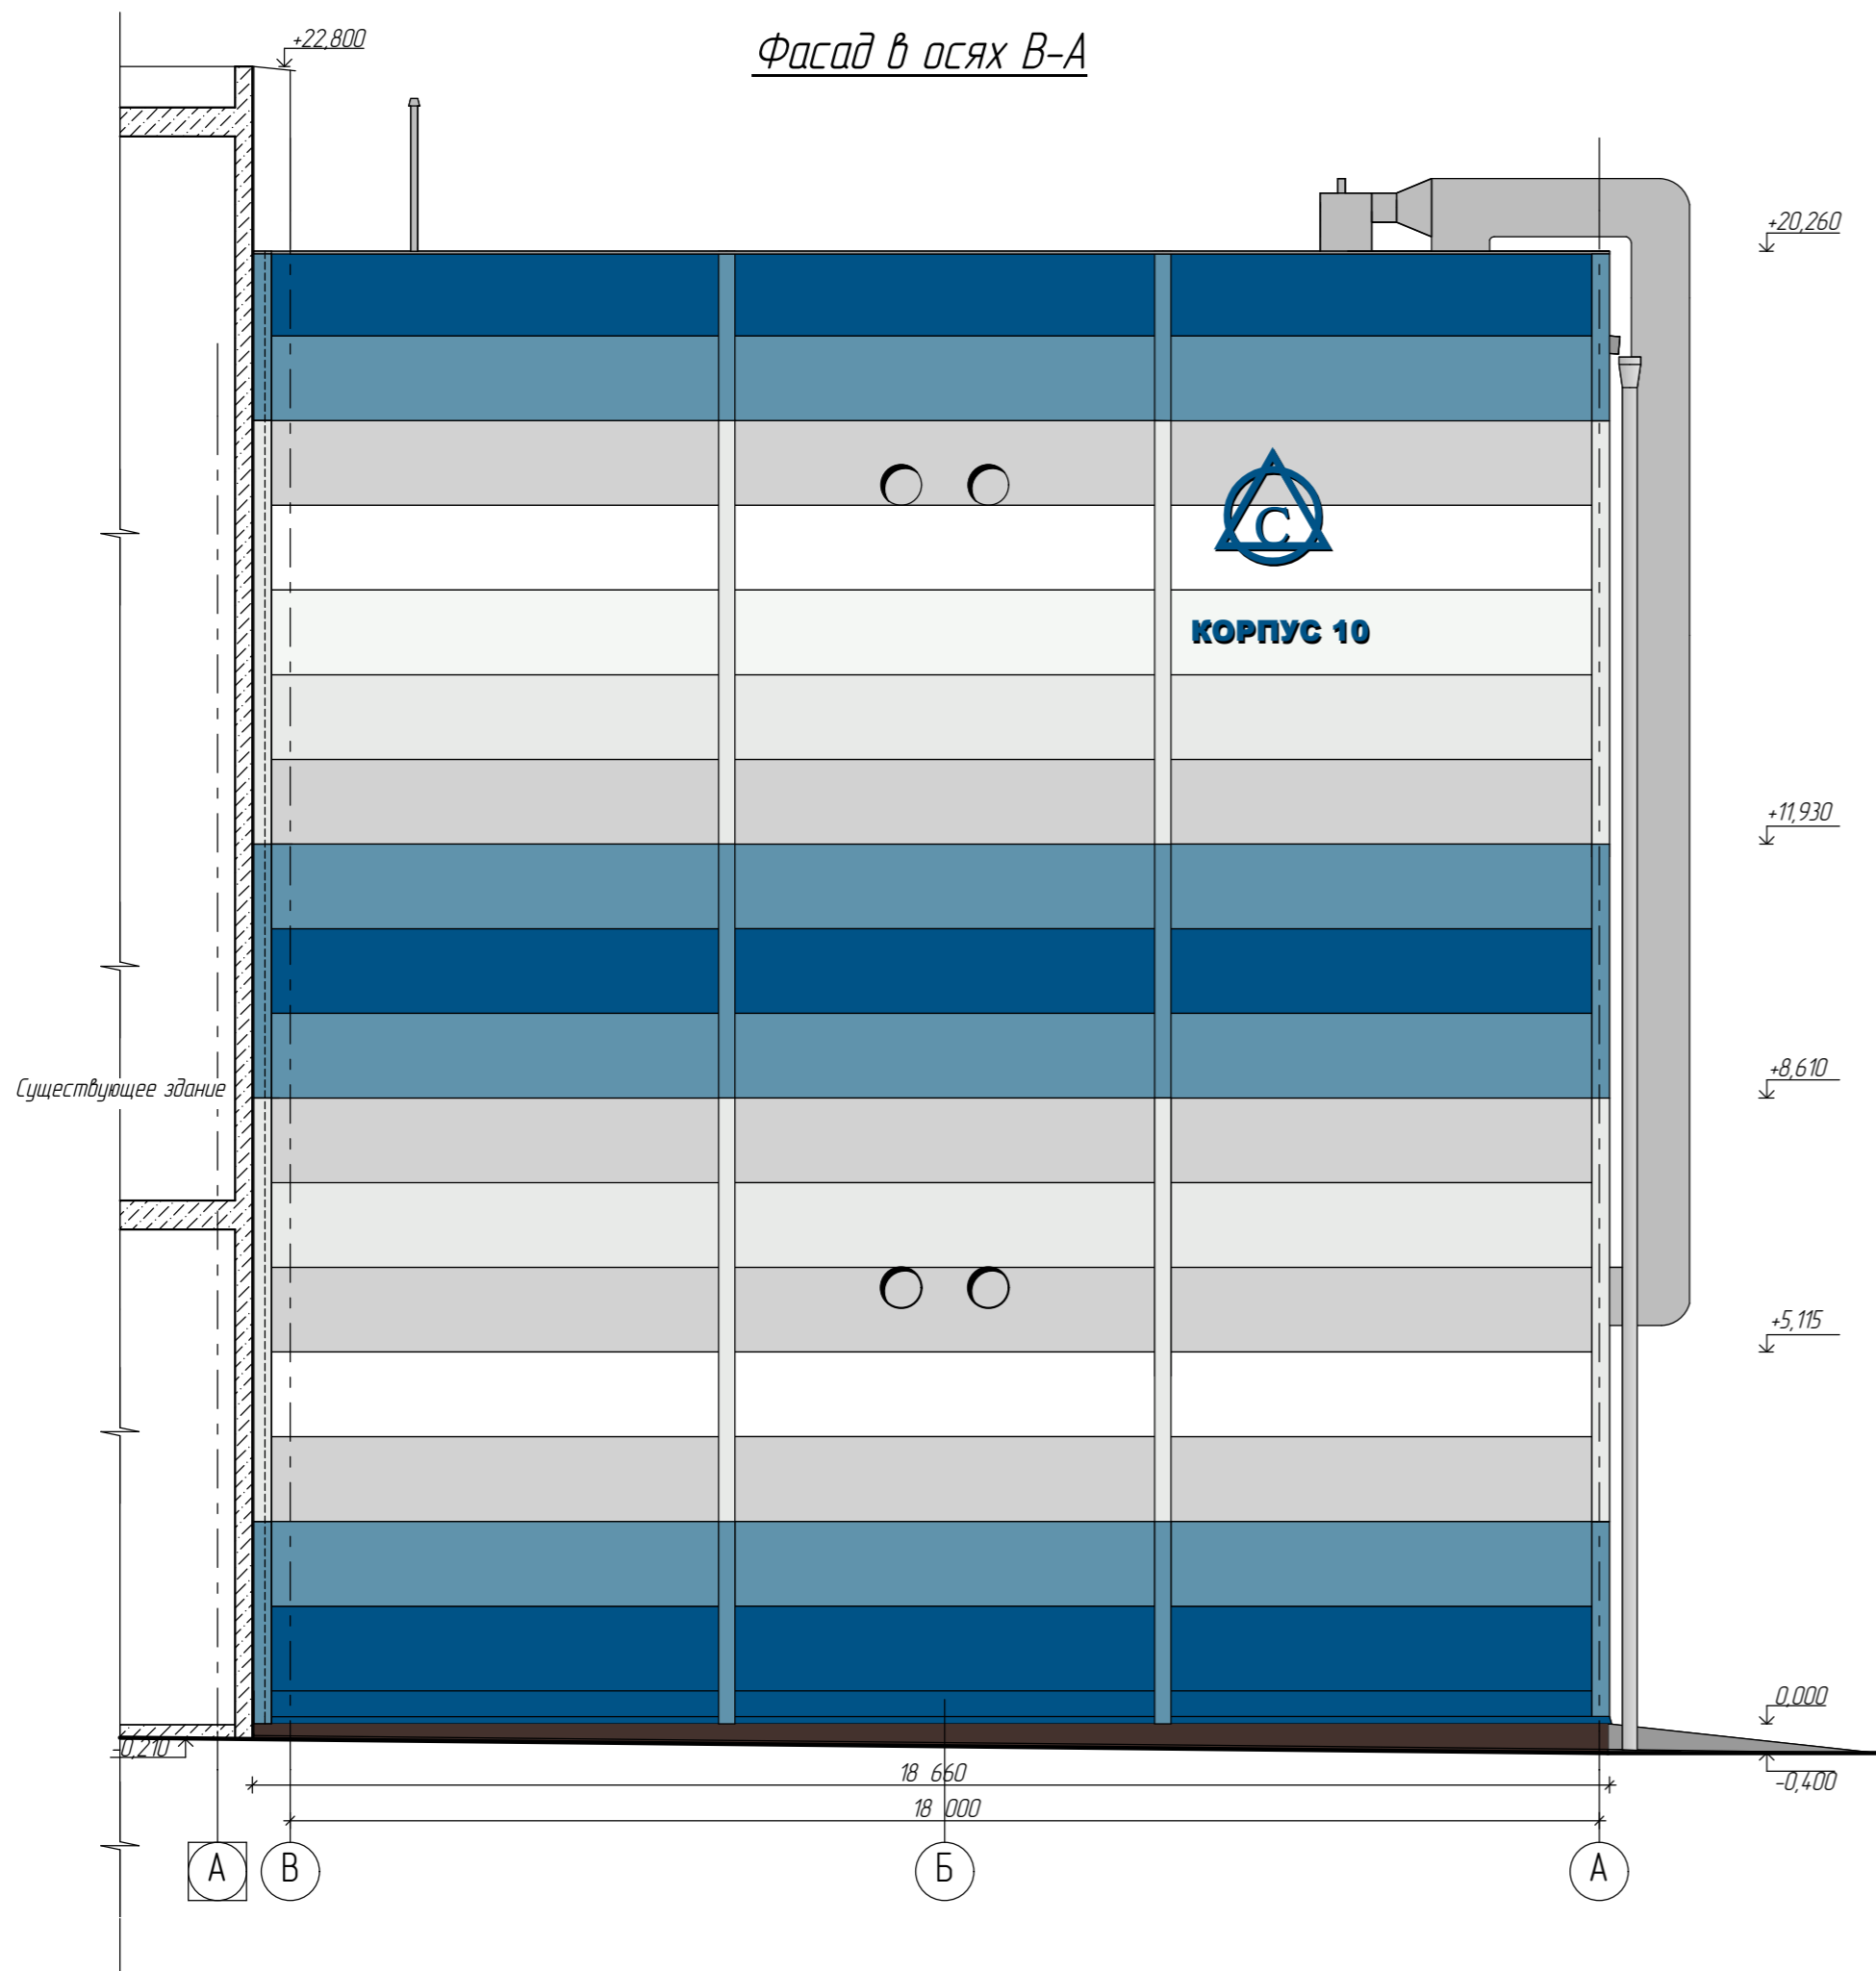 Фасад в осях В-А
+22,800
+20,260
С
КОРПУС 10
+11,930
+8,610
Существующее здание
+5,115
0,000
-0,210
-0,400
18 660
18 000
А
В
Б
А